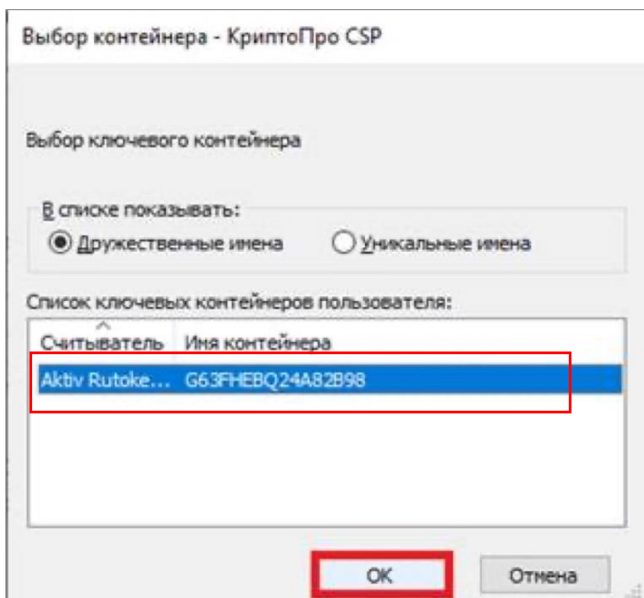 Выбор контейнера - КриптоПро CSP
Выбор ключевого контейнера
В списке показывать:
Дружественные имена Уникальные имена
Список ключевых контейнеров пользователя:
Считыватель Имя контейнера
Aktiv Rutoke... G63FHEBQ24A82B98
ОК Отмена